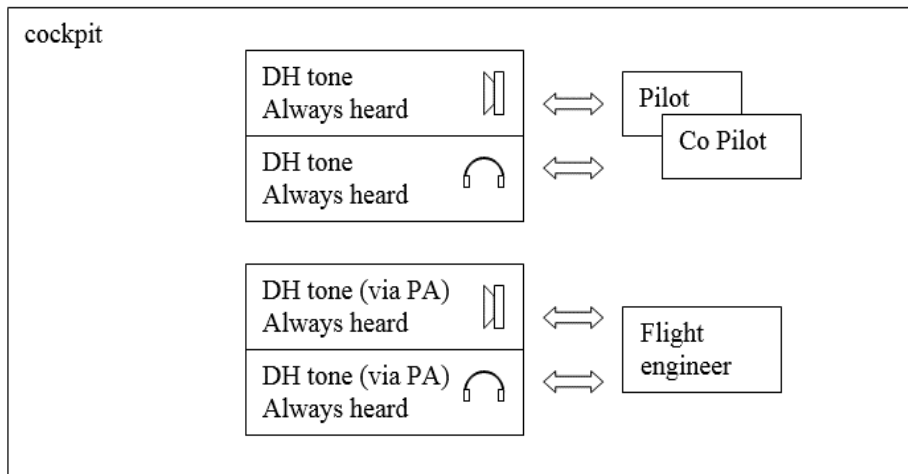 cockpit
DH tone
Always heard
DH tone
Always heard
Pilot
Co Pilot
DH tone (via PA)
Always heard
DH tone (via PA)
Always heard
Flight
engineer